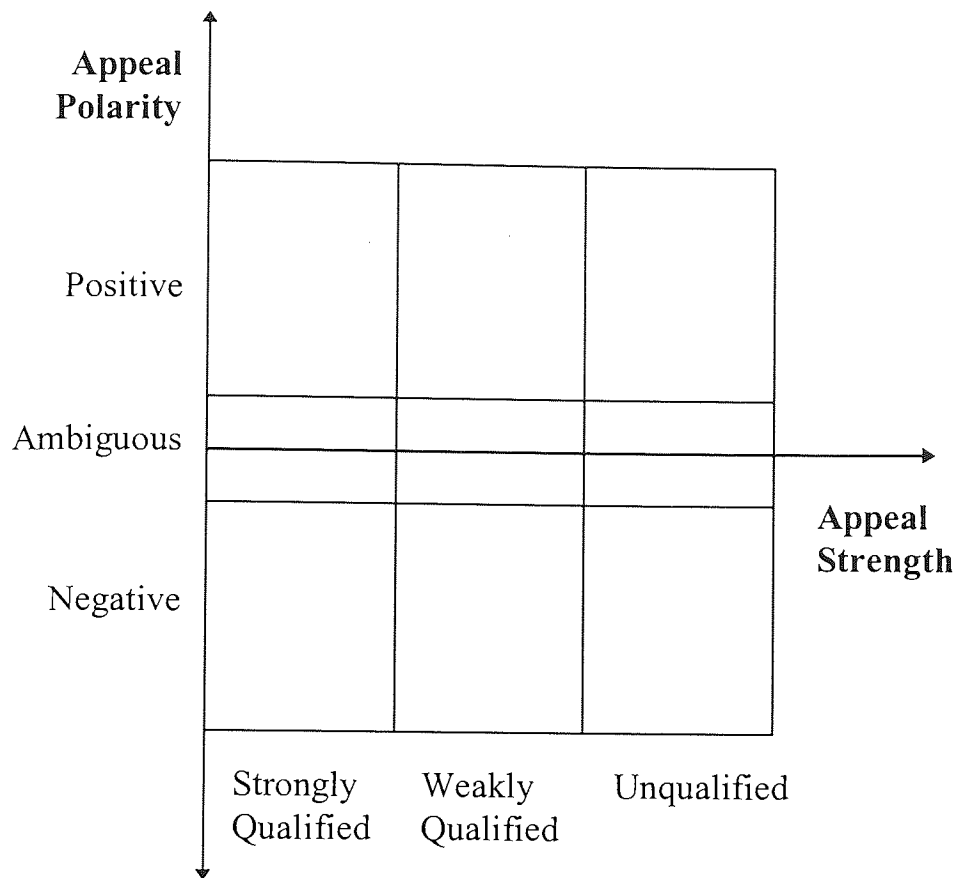 Appeal
Polarity
Positive
Ambiguous
Appeal
Strength
Negative
Strongly
Qualified
Weakly
Qualified
Unqualified